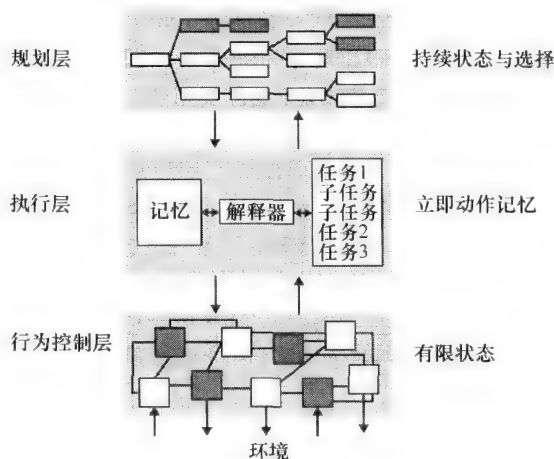 规划层
持续状态与选择
执行层
记忆
解释器
任务1
子任务
子任务
任务2
任务3
立即动作记忆
行为控制层
有限状态
环境